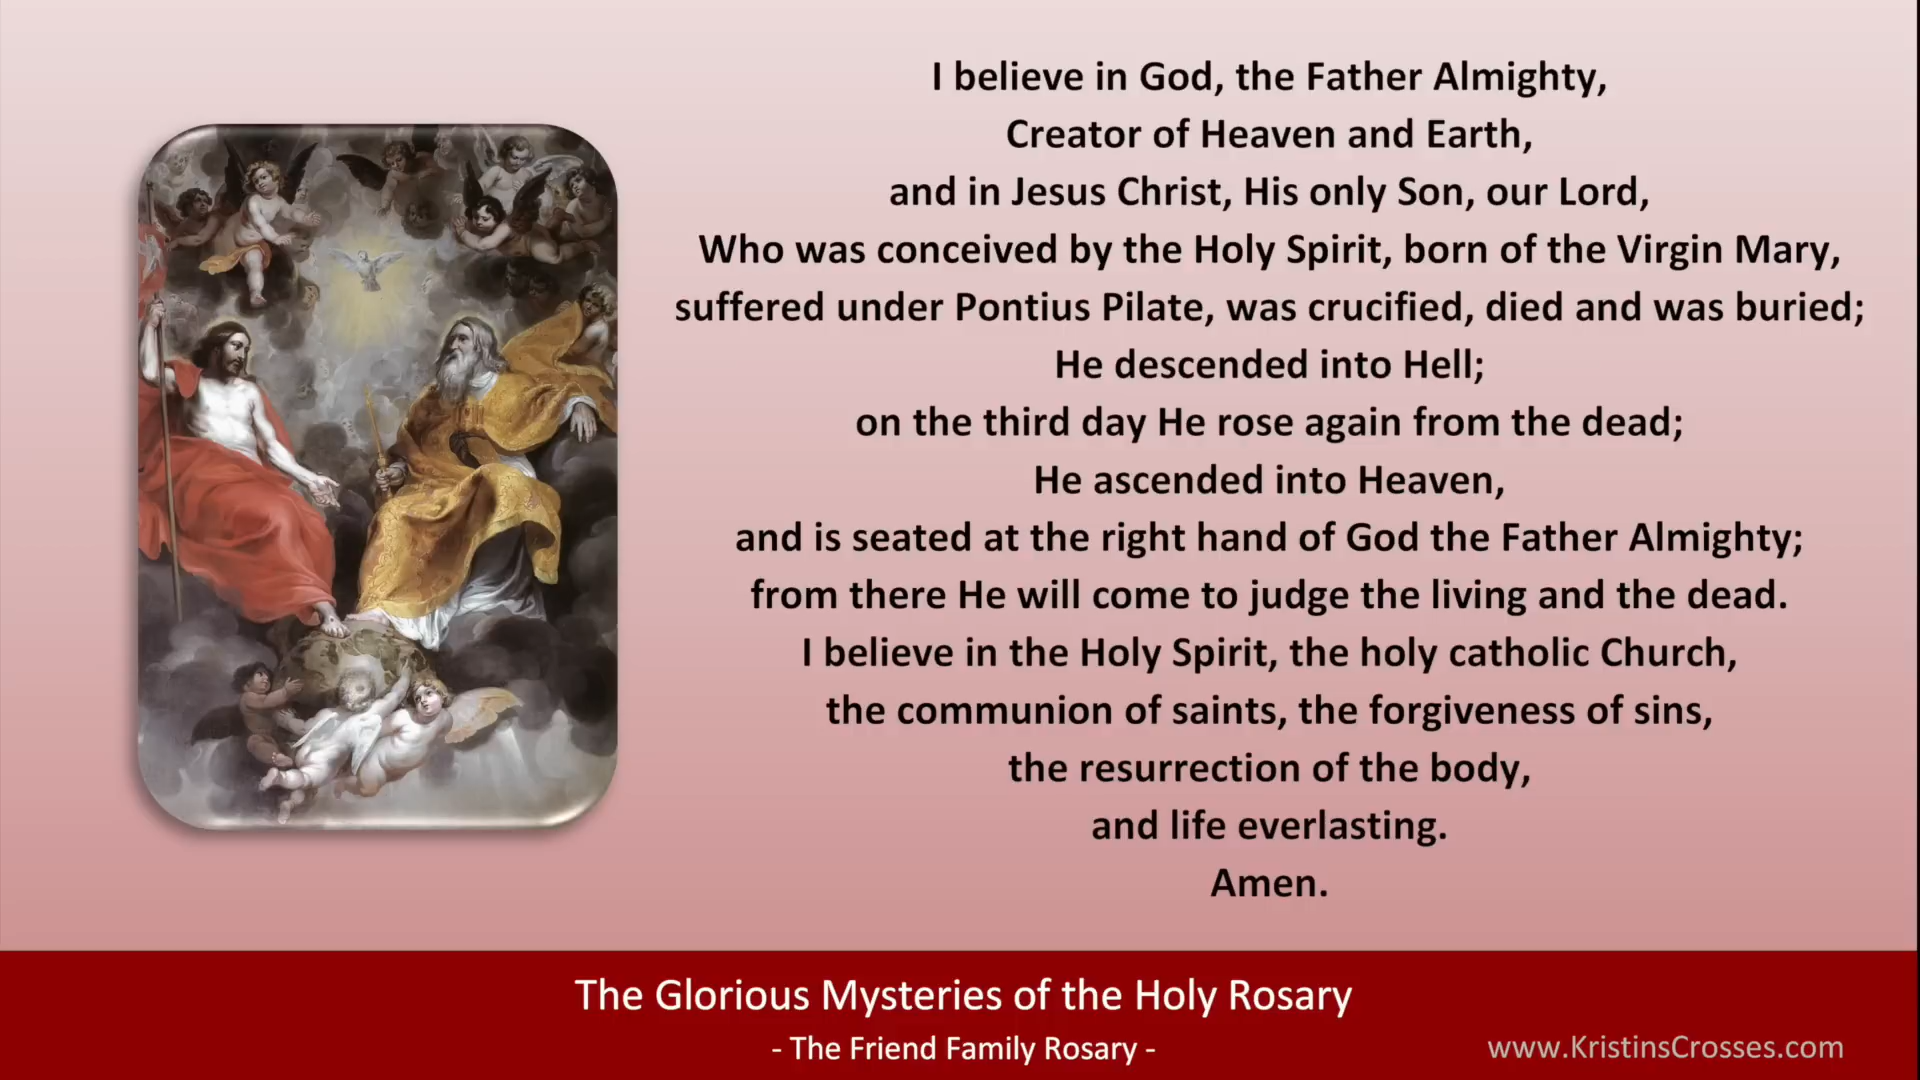 I believe in God, the Father Almighty,
Creator of Heaven and Earth,
and in Jesus Christ, His only Son, our Lord,
Who was conceived by the Holy Spirit, born of the Virgin Mary,
suffered under Pontius Pilate, was crucified, died and was buried;
He descended into Hell;
on the third day He rose again from the dead;
He ascended into Heaven,
and is seated at the right hand of God the Father Almighty;
from there He will come to judge the living and the dead.
I believe in the Holy Spirit, the holy catholic Church,
the communion of saints, the forgiveness of sins,
the resurrection of the body,
and life everlasting.
Amen.
The Glorious Mysteries of the Holy Rosary
- The Friend Family Rosary -
www.KristinsCrosses.com